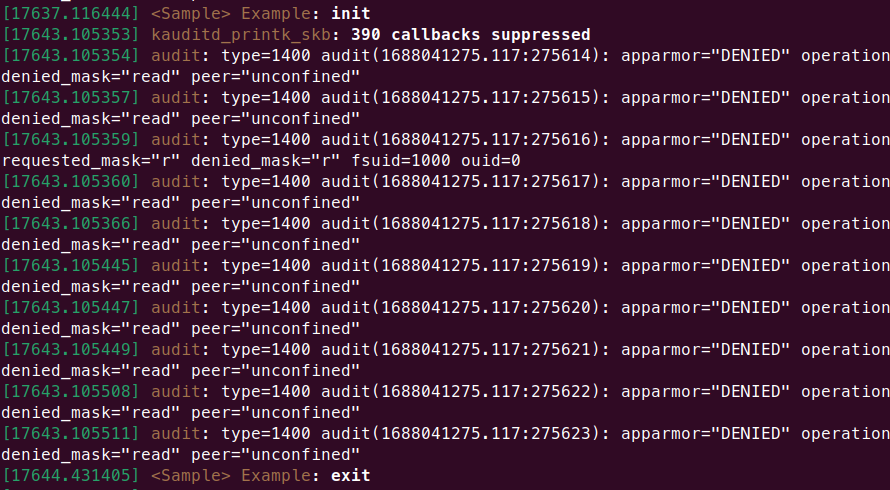 [17637.116444] <Sample> Example: init
[17643.105353] kauditd_printk_skb: 390 callbacks suppressed
[17643.105354] audit: type=1400 audit(1688041275.117:275614): apparmor="DENIED" operation
denied_mask="read" peer="unconfined"
[17643.105357] audit: type=1400 audit(1688041275.117:275615): apparmor="DENIED" operation
denied_mask="read" peer="unconfined"
[17643.105359] audit: type=1400 audit(1688041275.117:275616): apparmor="DENIED" operation
requested_mask="r" denied_mask="r" fsuid=1000 ouid=0
[17643.105360] audit: type=1400 audit(1688041275.117:275617): apparmor="DENIED" operation
denied_mask="read" peer="unconfined"
[17643.105366] audit: type=1400 audit(1688041275.117:275618): apparmor="DENIED" operation
denied_mask="read" peer="unconfined"
[17643.105445] audit: type=1400 audit(1688041275.117:275619): apparmor="DENIED" operation
denied_mask="read" peer="unconfined"
[17643.105447] audit: type=1400 audit(1688041275.117:275620): apparmor="DENIED" operation
denied_mask="read" peer="unconfined"
[17643.105449] audit: type=1400 audit(1688041275.117:275621): apparmor="DENIED" operation
denied_mask="read" peer="unconfined"
[17643.105508] audit: type=1400 audit(1688041275.117:275622): apparmor="DENIED" operation
denied_mask="read" peer="unconfined"
[17643.105511] audit: type=1400 audit(1688041275.117:275623): apparmor="DENIED" operation
denied_mask="read" peer="unconfined"
[17644.431405] <Sample> Example: exit